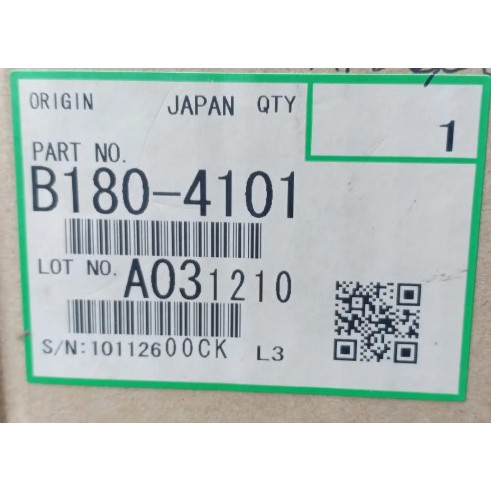 ORIGIN JAPAN QTY 1
PART NO.
B180-4101
LOT NO. A031210
S/N:10112600CK L3